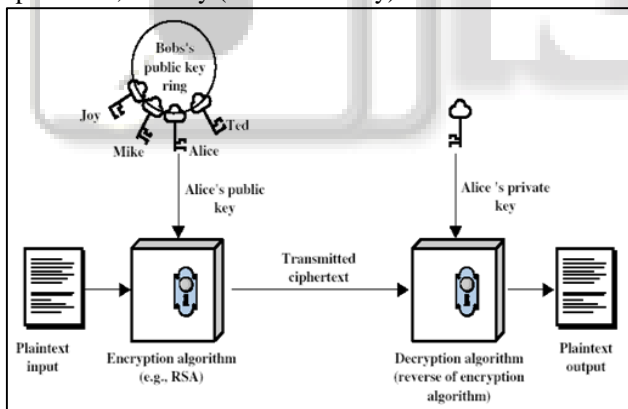 Bobs's
public key
ring
Joy
Ted
Mike
Alice
Alice's public
key
Alice 's private
key
Transmitted
ciphertext
Plaintext
input
Encryption algorithm
(e.g., RSA)
Decryption algorithm
(reverse of encryption
algorithm)
Plaintext
output